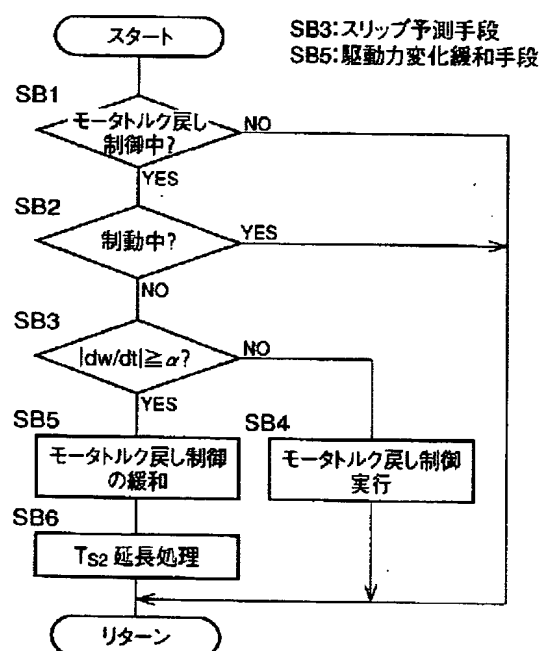 スタート
SB3:スリップ予測手段
SB5:駆動力変化緩和手段
SB1
モータトルク戻し
制御中?
NO
YES
SB2
制動中?
YES
NO
SB3
|dw/dt|≧α?
NO
YES
SB5
モータトルク戻し制御
の緩和
SB4
モータトルク戻し制御
実行
SB6
TS2 延長処理
リターン